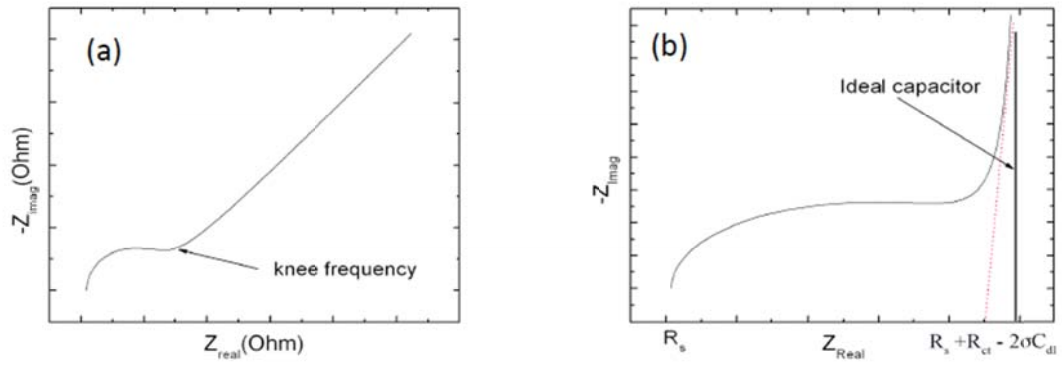 (a)
-Z_imag(Ohm)
knee frequency
Z_real(Ohm)
(b)
Ideal capacitor
-Z_Imag
R_s
Z_Real
R_s +R_ct - 2σC_dl